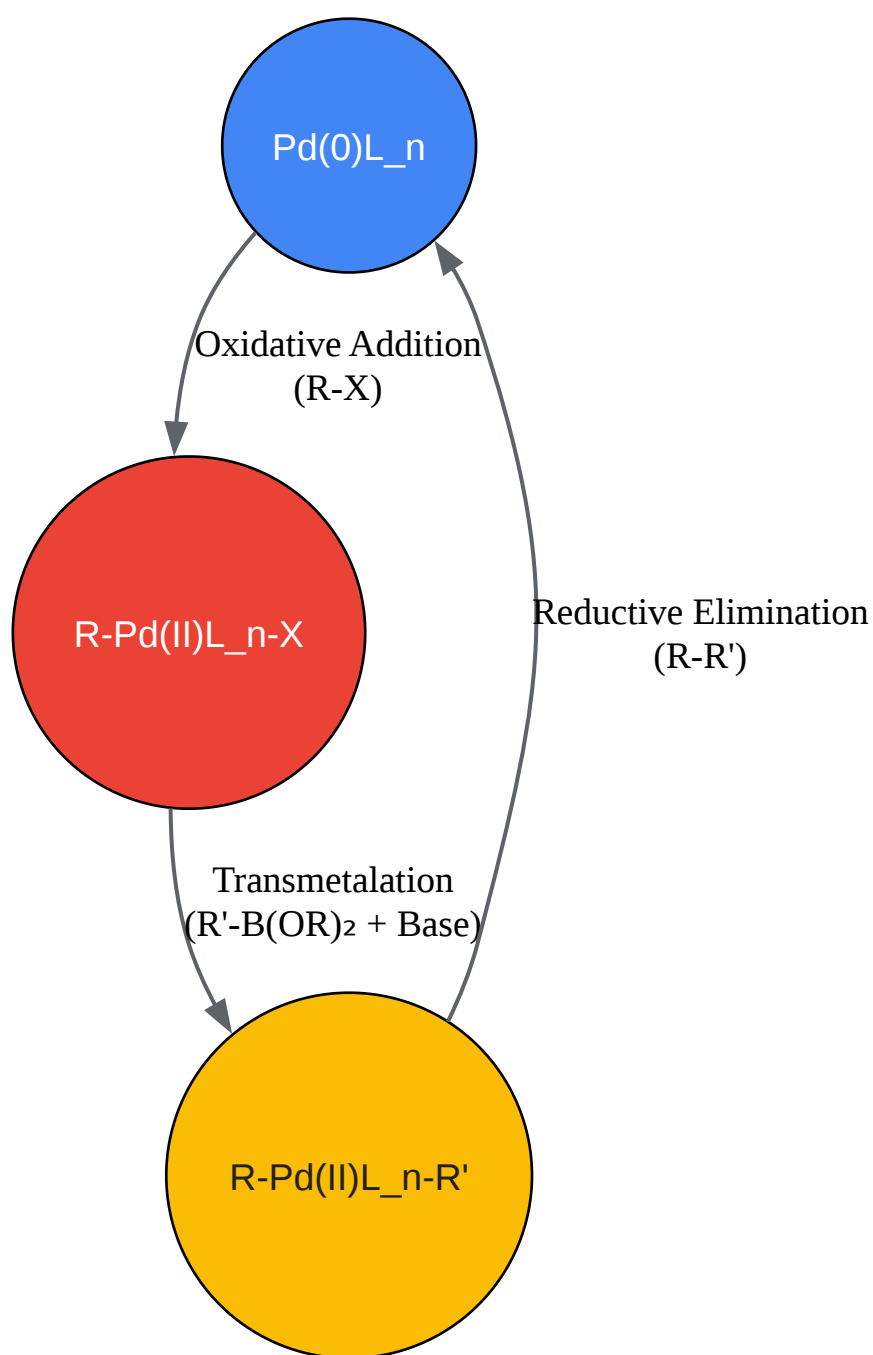 Pd(0)L_n
Oxidative Addition
(R-X)
R-Pd(II)L_n-X
Reductive Elimination
(R-R')
Transmetalation
(R'-B(OR)₂ + Base)
R-Pd(II)L_n-R'